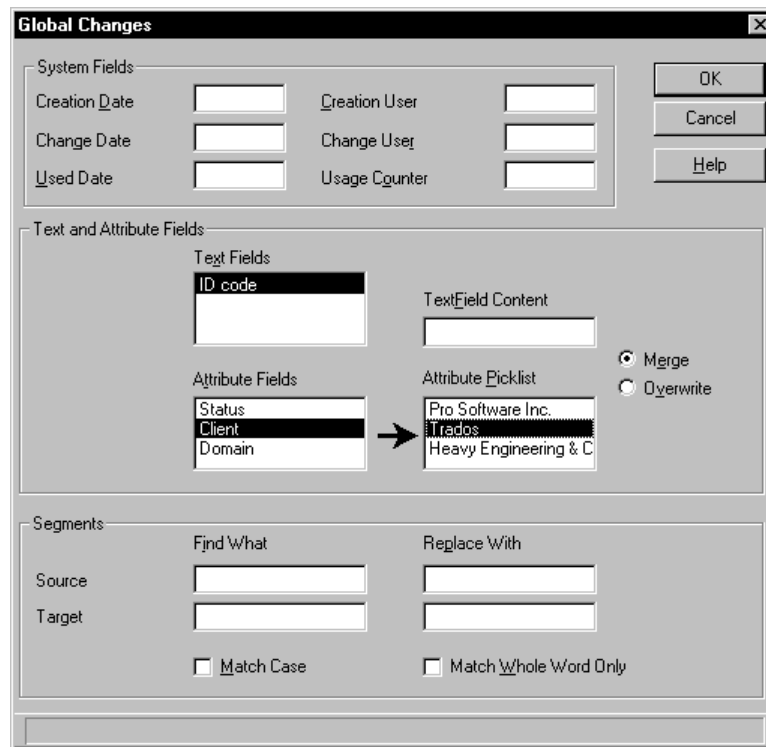 Global Changes
System Fields
Creation Date
Creation User
Change Date
Change User
Used Date
Usage Counter
OK
Cancel
Help
Text and Attribute Fields
Text Fields
ID code
TextField Content
Attribute Fields
Status
Client
Domain
Attribute Picklist
Pro Software Inc.
Trados
Heavy Engineering & C
Merge
Overwrite
Segments
Find What
Replace With
Source
Target
Match Case
Match Whole Word Only